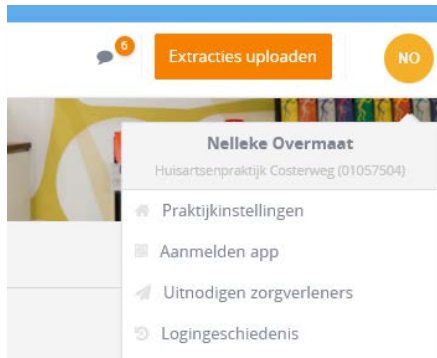 6
Extracties uploaden
NO
Nelleke Overmaat
Huisartsenpraktijk Costerweg (01057504)
Praktijkinstellingen
Aanmelden app
Uitnodigen zorgverleners
Logingeschiedenis